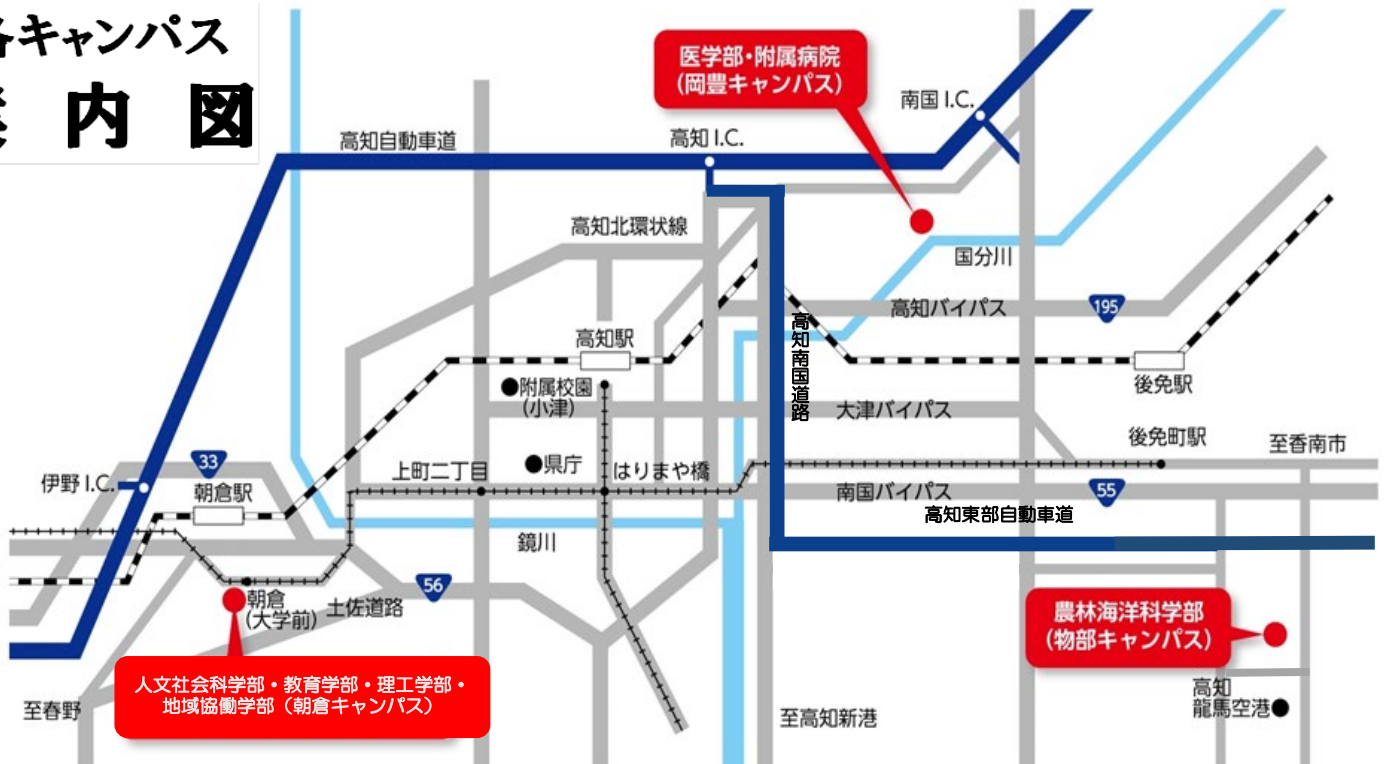 各キャンパス
案内図
医学部・附属病院
(岡豊キャンパス)
南国 I.C.
高知自動車道
高知 I.C.
高知北環状線
国分川
高知バイパス
195
高知南国道路
高知駅
後免駅
附属校園
(小津)
大津バイパス
後免町駅
至香南市
33
県庁
上町二丁目
はりまや橋
伊野 I.C.
朝倉駅
南国バイパス
55
高知東部自動車道
鏡川
56
朝倉
(大学前)
土佐道路
農林海洋科学部
(物部キャンパス)
人文社会科学部・教育学部・理工学部・
地域協働学部（朝倉キャンパス）
至春野
至高知新港
高知
龍馬空港